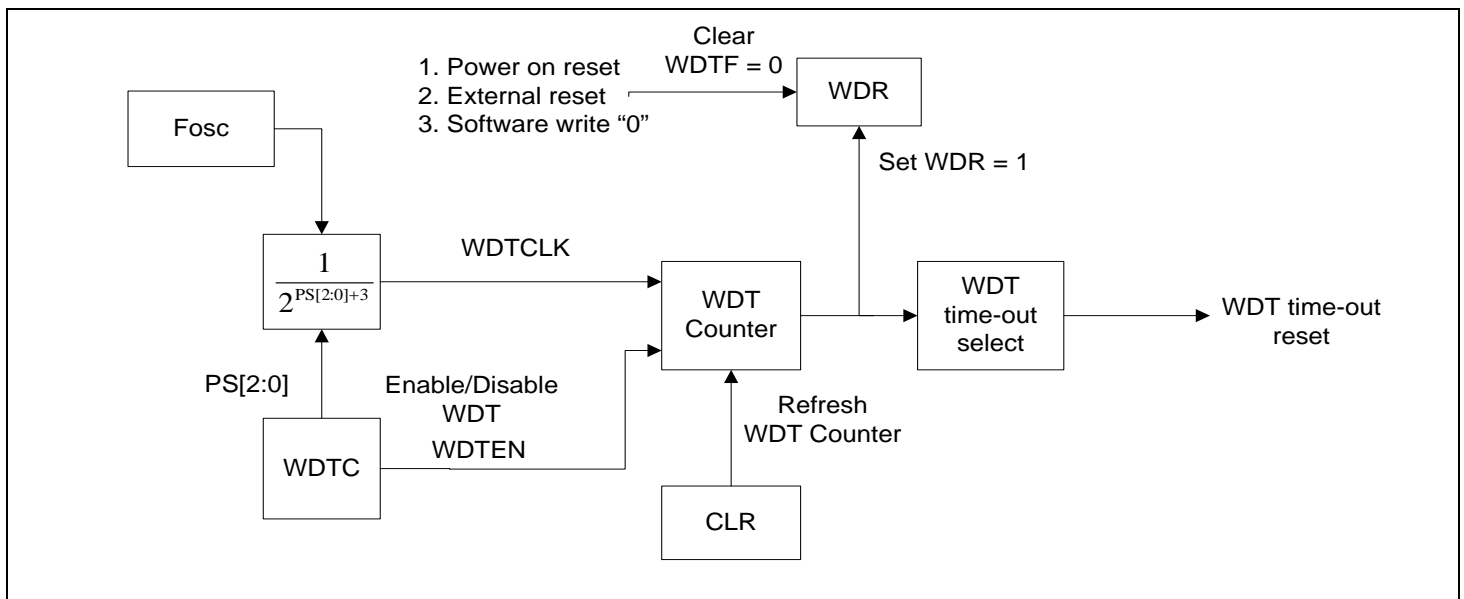 Clear
WDTF = 0
1. Power on reset
2. External reset
3. Software write “0”
WDR
Fosc
Set WDR = 1
1
2^PS[2:0]+3
WDTCLK
WDT
Counter
WDT
time-out
select
WDT time-out
reset
PS[2:0]
Enable/Disable
WDT
WDTEN
Refresh
WDT Counter
WDTC
CLR